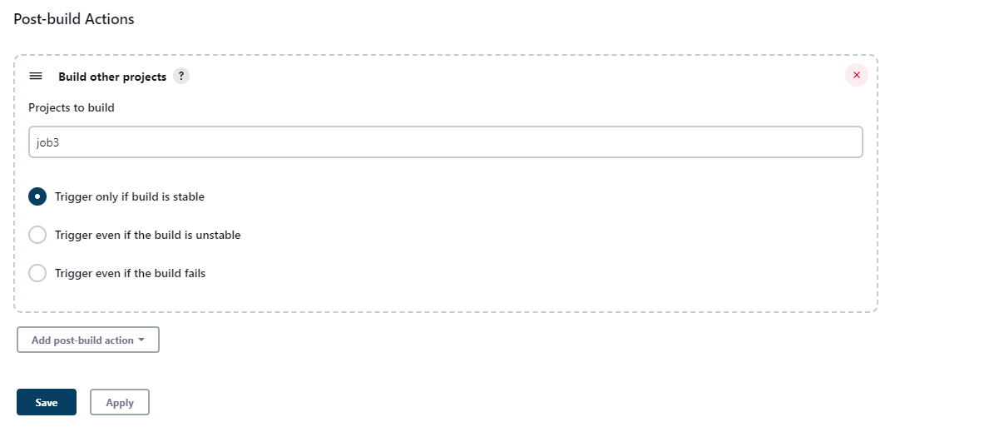 Post-build Actions
Build other projects ?
Projects to build
job3
Trigger only if build is stable
Trigger even if the build is unstable
Trigger even if the build fails
Add post-build action
Save Apply